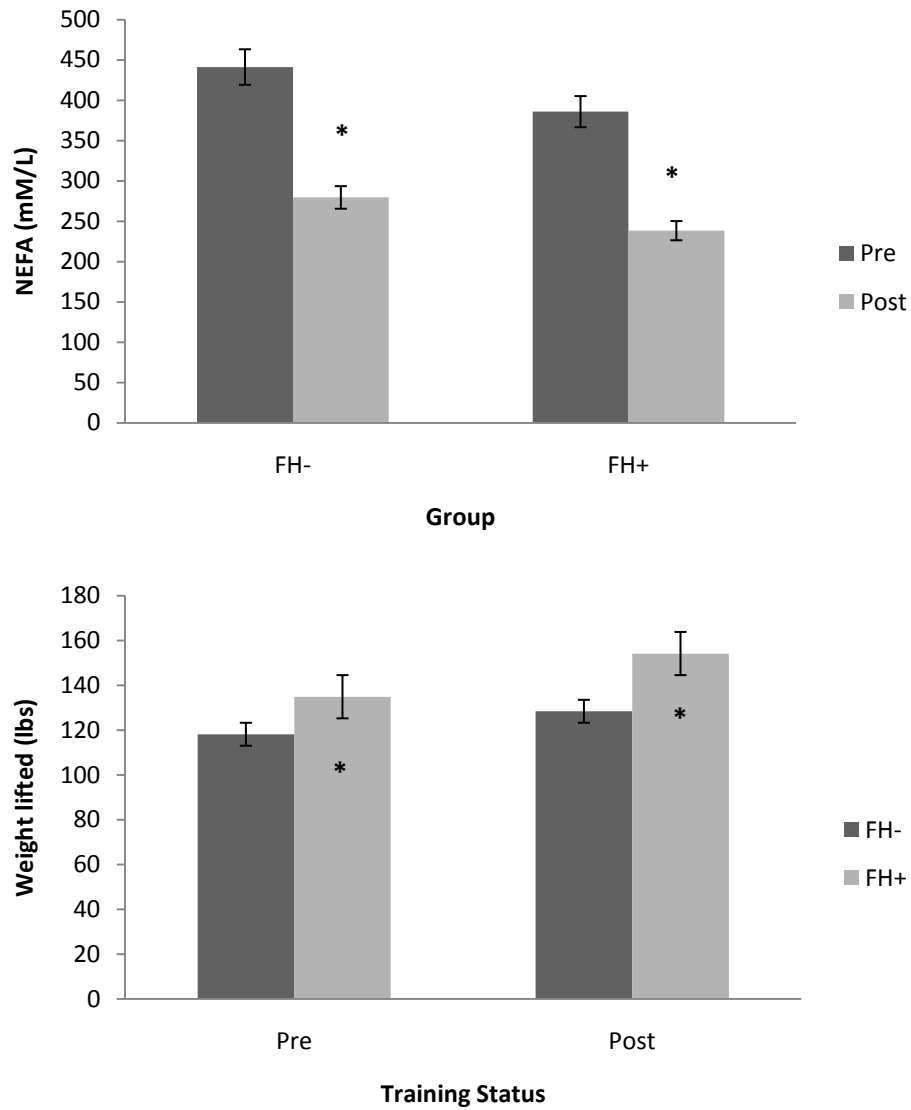 500
450
400
350
300
250
200
150
100
50
0
NEFA (mM/L)
*
*
Pre
Post
FH-
FH+
Group
180
160
140
120
100
80
60
40
20
0
Weight lifted (lbs)
*
*
FH-
FH+
Pre
Post
Training Status